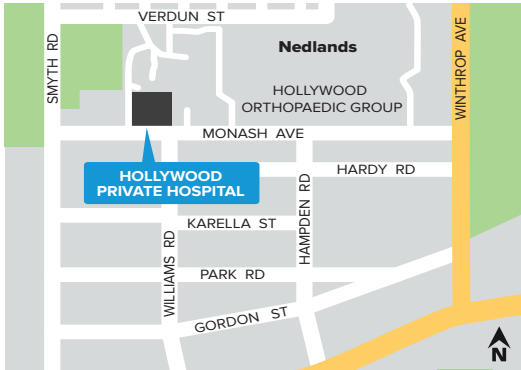 VERDUN ST
SMYTH RD
Nedlands
WINTHROP AVE
HOLLYWOOD
ORTHOPAEDIC GROUP
MONASH AVE
HOLLYWOOD
PRIVATE HOSPITAL
HARDY RD
HAMPDEN RD
KARELLA ST
WILLIAMS RD
PARK RD
GORDON ST
N